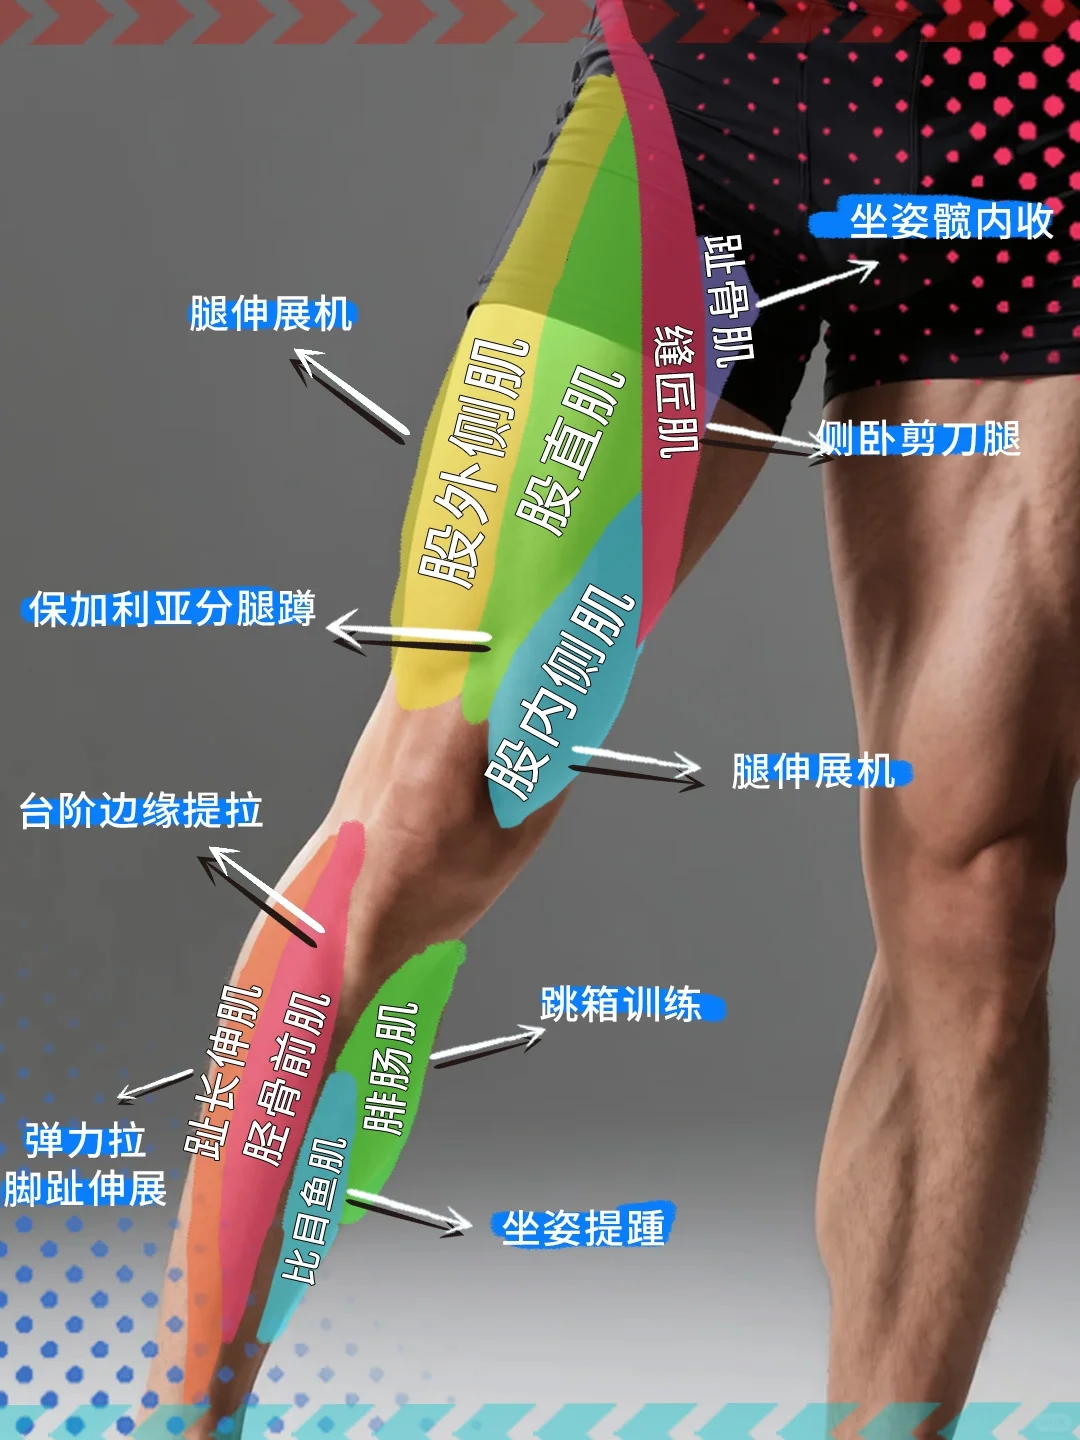 坐姿髋内收
趾骨肌
腿伸展机
缝匠肌
股外侧肌
股直肌
侧卧剪刀腿
保加利亚分腿蹲
股内侧肌
腿伸展机
台阶边缘提拉
趾长伸肌
胫骨前肌
腓肠肌
跳箱训练
弹力拉
脚趾伸展
比目鱼肌
坐姿提踵